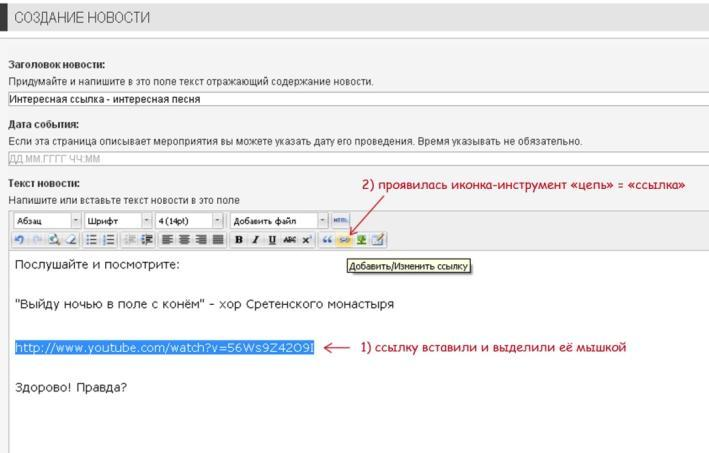 СОЗДАНИЕ НОВОСТИ
Заголовок новости:
Придумайте и напишите в это поле текст отражающий содержание новости.
Интересная ссылка - интересная песня
Дата события:
Если эта страница описывает мероприятия вы можете указать дату его проведения. Время указывать не обязательно.
ДД.ММ.ГГГГ ЧЧ:ММ
Текст новости:
2) проявилась иконка-инструмент «цепь» = «ссылка»
Напишите или вставьте текст новости в это поле
Абзац Шрифт 4 (14pt) Добавить файл HTML
B I U ABC x²
Добавить/Изменить ссылку
Послушайте и посмотрите:
"Выйду ночью в поле с конём" - хор Сретенского монастыря
http://www.youtube.com/watch?v=56Ws9Z42O9I
1) ссылку вставили и выделили её мышкой
Здорово! Правда?